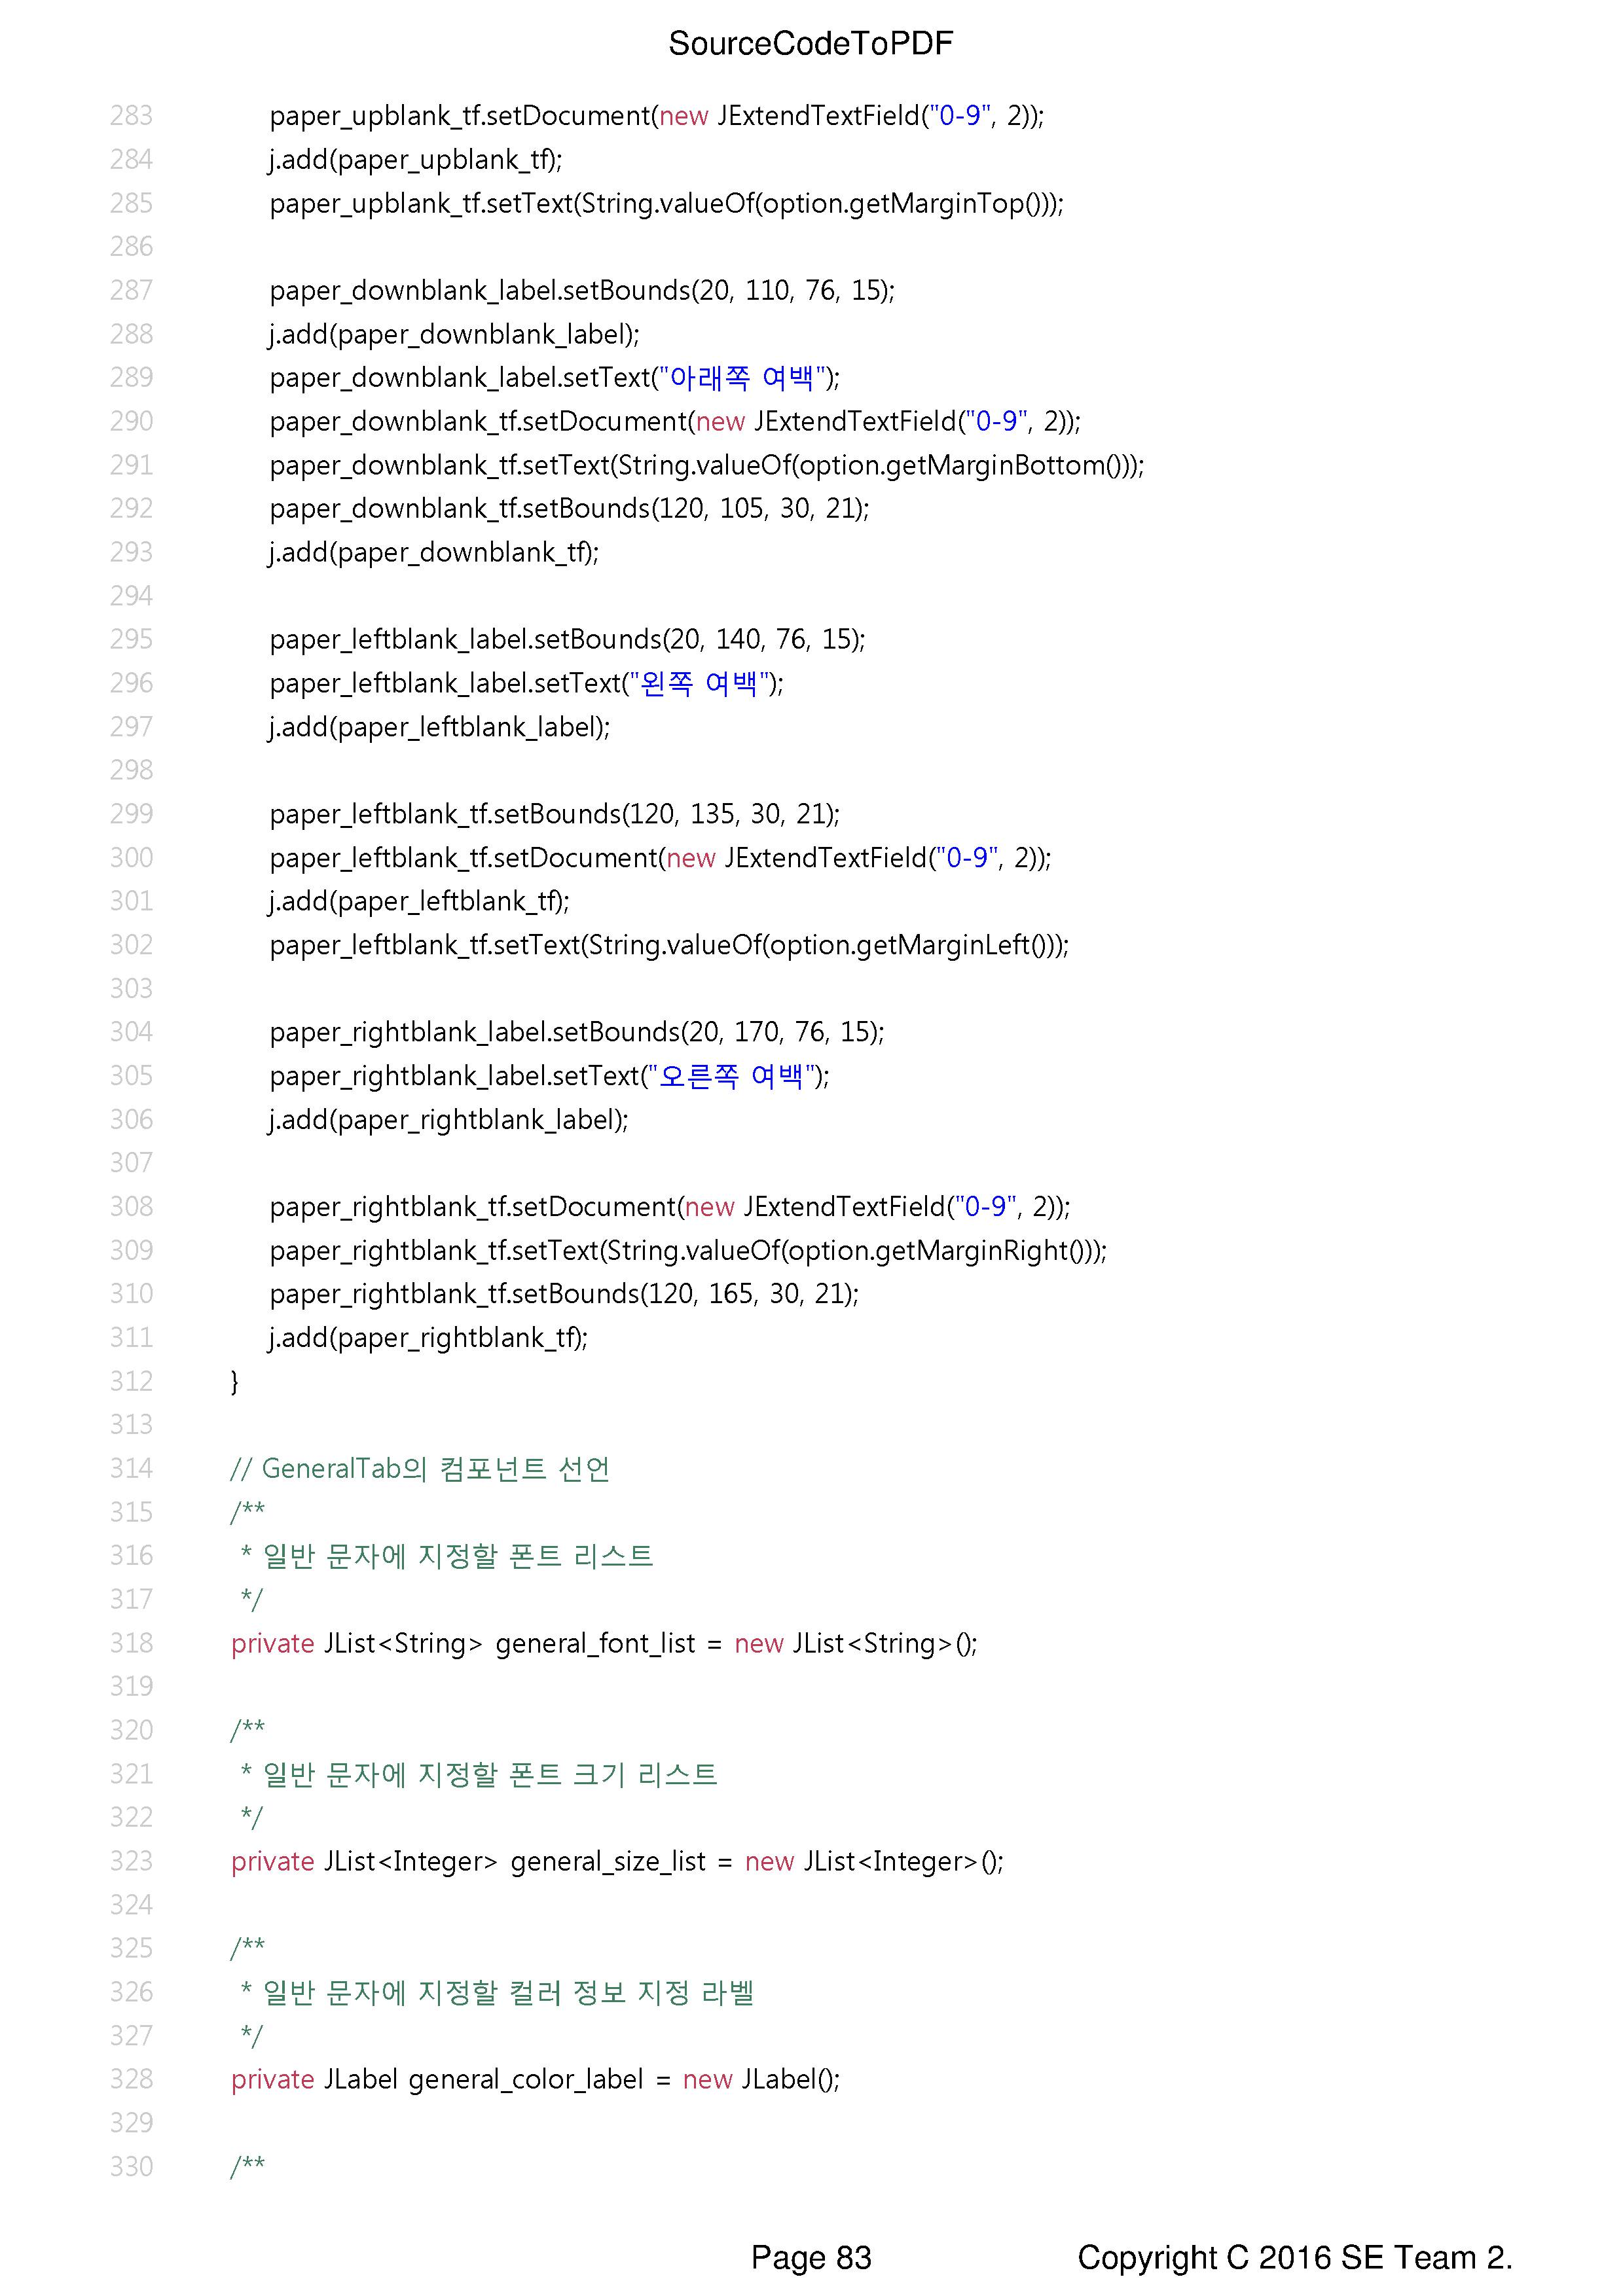 SourceCodeToPDF
283 paper_upblank_tf.setDocument(new JExtendTextField("0-9", 2));
284 j.add(paper_upblank_tf);
285 paper_upblank_tf.setText(String.valueOf(option.getMarginTop()));
286
287 paper_downblank_label.setBounds(20, 110, 76, 15);
288 j.add(paper_downblank_label);
289 paper_downblank_label.setText("아래쪽 여백");
290 paper_downblank_tf.setDocument(new JExtendTextField("0-9", 2));
291 paper_downblank_tf.setText(String.valueOf(option.getMarginBottom()));
292 paper_downblank_tf.setBounds(120, 105, 30, 21);
293 j.add(paper_downblank_tf);
294
295 paper_leftblank_label.setBounds(20, 140, 76, 15);
296 paper_leftblank_label.setText("왼쪽 여백");
297 j.add(paper_leftblank_label);
298
299 paper_leftblank_tf.setBounds(120, 135, 30, 21);
300 paper_leftblank_tf.setDocument(new JExtendTextField("0-9", 2));
301 j.add(paper_leftblank_tf);
302 paper_leftblank_tf.setText(String.valueOf(option.getMarginLeft()));
303
304 paper_rightblank_label.setBounds(20, 170, 76, 15);
305 paper_rightblank_label.setText("오른쪽 여백");
306 j.add(paper_rightblank_label);
307
308 paper_rightblank_tf.setDocument(new JExtendTextField("0-9", 2));
309 paper_rightblank_tf.setText(String.valueOf(option.getMarginRight()));
310 paper_rightblank_tf.setBounds(120, 165, 30, 21);
311 j.add(paper_rightblank_tf);
312 }
313
314 // GeneralTab의 컴포넌트 선언
315 /**
316 * 일반 문자에 지정할 폰트 리스트
317 */
318 private JList<String> general_font_list = new JList<String>();
319
320 /**
321 * 일반 문자에 지정할 폰트 크기 리스트
322 */
323 private JList<Integer> general_size_list = new JList<Integer>();
324
325 /**
326 * 일반 문자에 지정할 컬러 정보 지정 라벨
327 */
328 private JLabel general_color_label = new JLabel();
329
330 /**
Page 83 Copyright C 2016 SE Team 2.